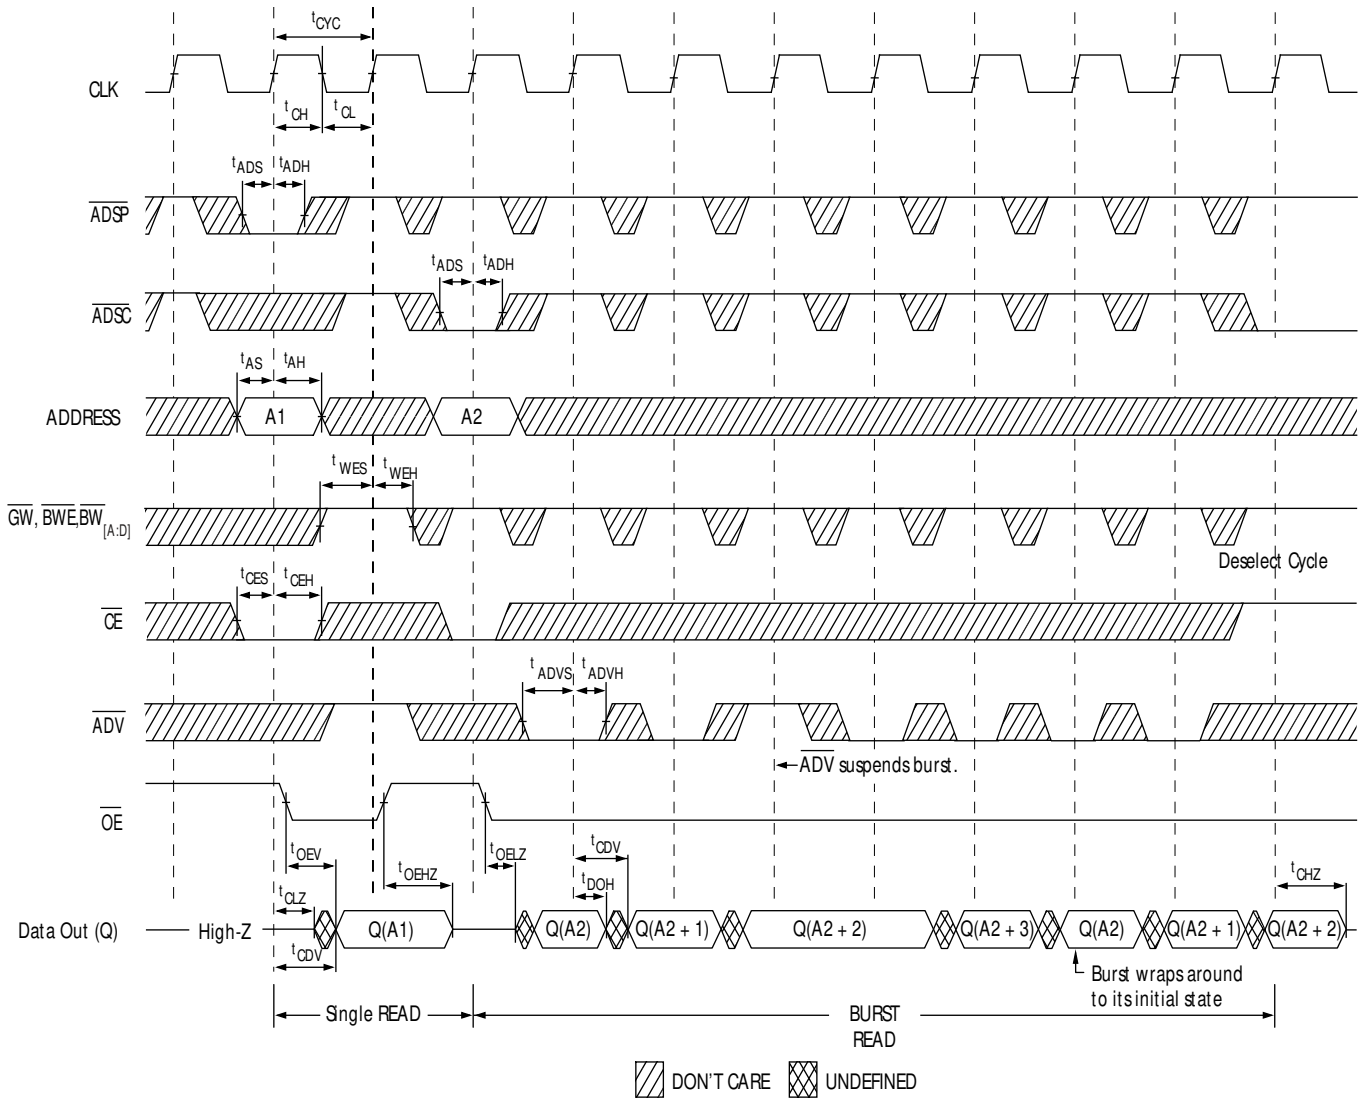 tCYC
CLK
tCH
tCL
tADS
tADH
ADSP
tADS
tADH
ADSC
tAS
tAH
ADDRESS
A1
A2
tWES
tWEH
GW, BWE,BW[A:D]
Deselect Cycle
tCES
tCEH
CE
tADVS
tADVH
ADV
ADV suspends burst.
OE
tOEV
tOEHZ
tOELZ
tCDV
tCLZ
tDOH
tCHZ
Data Out (Q)
High-Z
Q(A1)
Q(A2)
Q(A2 + 1)
Q(A2 + 2)
Q(A2 + 3)
Q(A2)
Q(A2 + 1)
Q(A2 + 2)
tCDV
Burst wraps around
to its initial state
Single READ
BURST
READ
DON'T CARE
UNDEFINED